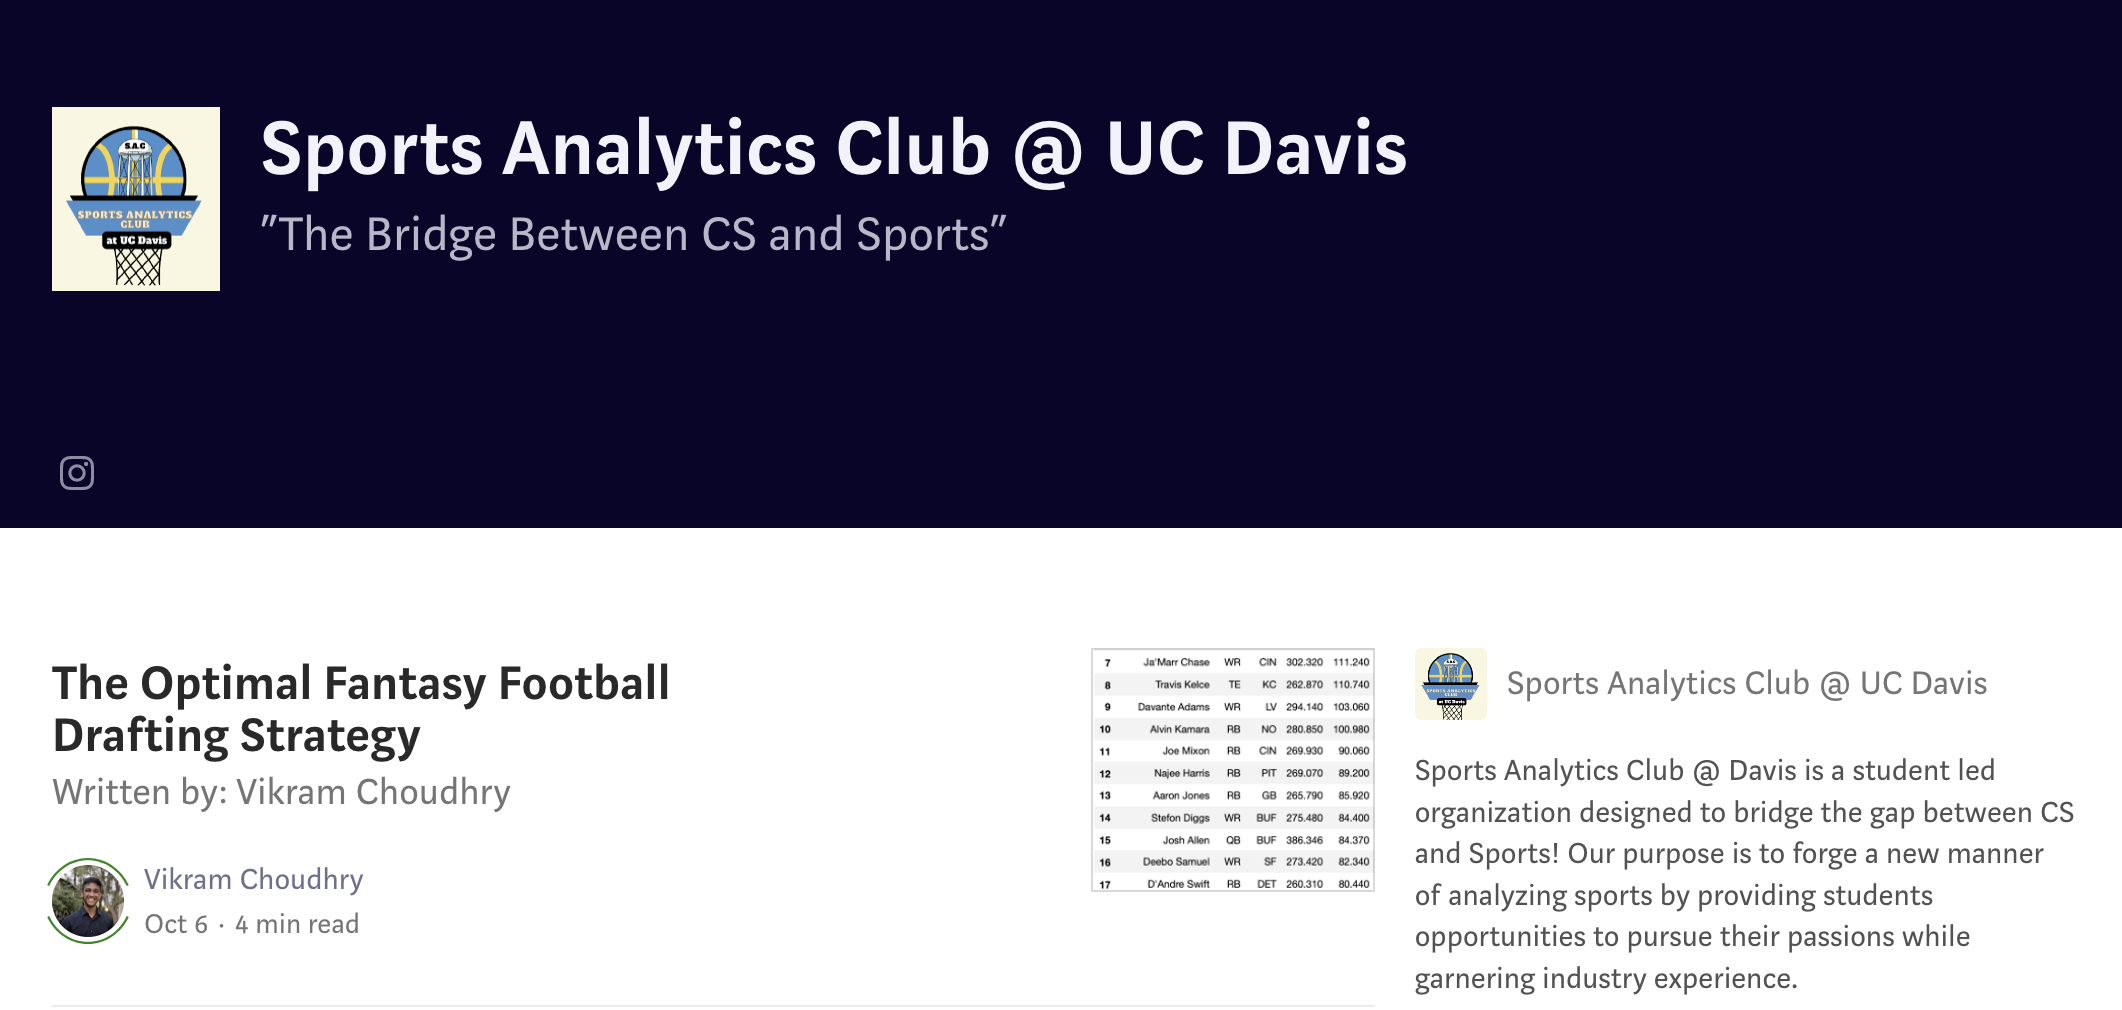 S.A.C
SPORTS ANALYTICS
CLUB
at UC Davis
Sports Analytics Club @ UC Davis
"The Bridge Between CS and Sports"
The Optimal Fantasy Football
Drafting Strategy
Written by: Vikram Choudhry
Vikram Choudhry
Oct 6 · 4 min read
7 Ja'Marr Chase WR CIN 302.320 111.240
8 Travis Kelce TE KC 262.870 110.740
9 Davante Adams WR LV 294.140 103.060
10 Alvin Kamara RB NO 280.850 100.980
11 Joe Mixon RB CIN 269.930 90.060
12 Najee Harris RB PIT 269.070 89.200
13 Aaron Jones RB GB 265.790 85.920
14 Stefon Diggs WR BUF 275.480 84.400
15 Josh Allen QB BUF 386.346 84.370
16 Deebo Samuel WR SF 273.420 82.340
17 D'Andre Swift RB DET 260.310 80.440
S.A.C
SPORTS ANALYTICS
CLUB
at UC Davis
Sports Analytics Club @ UC Davis
Sports Analytics Club @ Davis is a student led
organization designed to bridge the gap between CS
and Sports! Our purpose is to forge a new manner
of analyzing sports by providing students
opportunities to pursue their passions while
garnering industry experience.